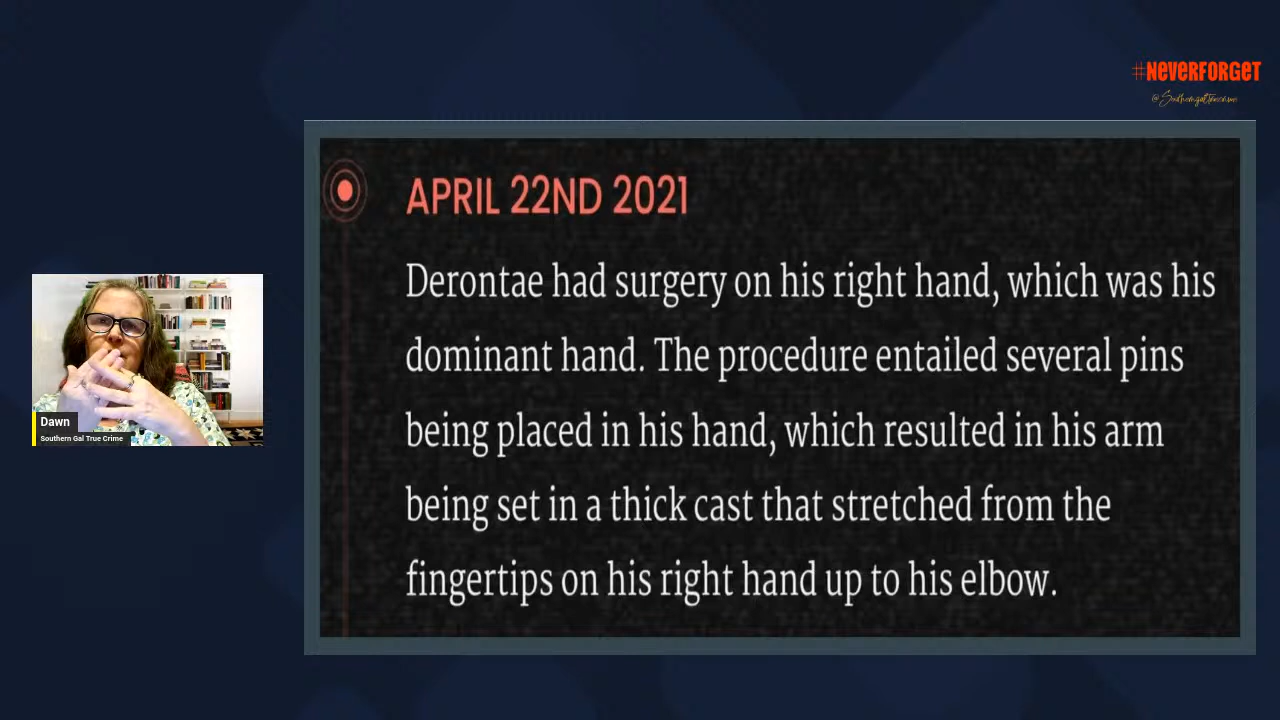 #NEVERFORGET
@Southerngaltruecrime
APRIL 22ND 2021
Derontae had surgery on his right hand, which was his
dominant hand. The procedure entailed several pins
being placed in his hand, which resulted in his arm
being set in a thick cast that stretched from the
fingertips on his right hand up to his elbow.
Dawn
Southern Gal True Crime